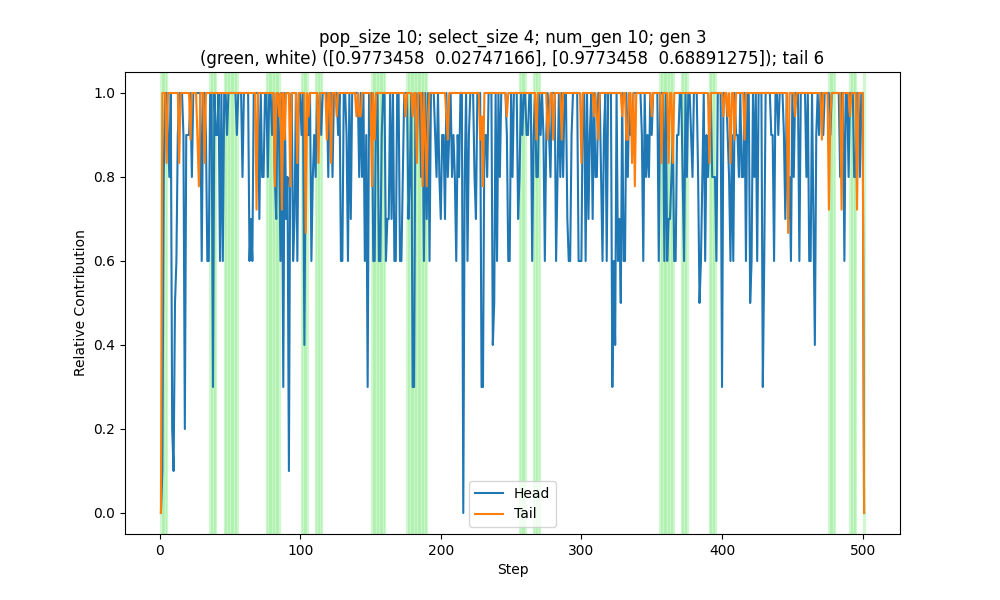 pop_size 10; select_size 4; num_gen 10; gen 3
(green, white) ([0.9773458  0.02747166], [0.9773458  0.68891275]); tail 6
Relative Contribution
1.0
0.8
0.6
0.4
0.2
0.0
Head
Tail
0 100 200 300 400 500
Step